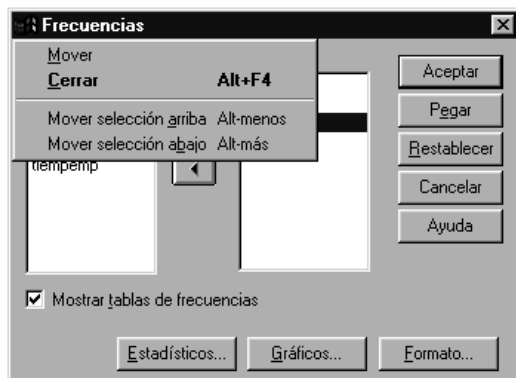 Frecuencias
Mover
Cerrar Alt+F4
Mover selección arriba Alt-menos
Mover selección abajo Alt-más
tiempemp
Aceptar
Pegar
Restablecer
Cancelar
Ayuda
Mostrar tablas de frecuencias
Estadísticos... Gráficos... Formato...